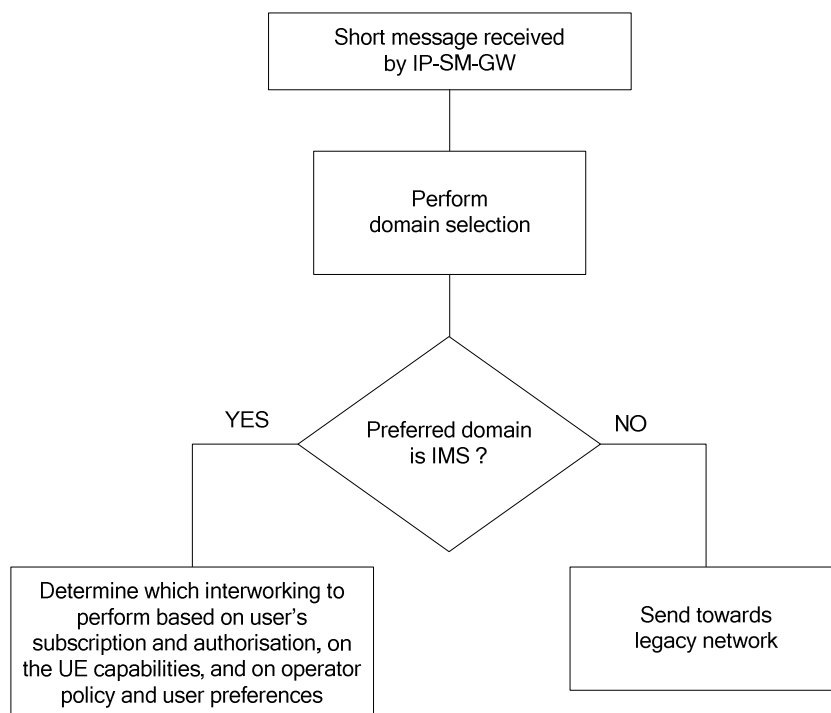 Short message received
by IP-SM-GW
Perform
domain selection
YES
Preferred domain
is IMS ?
NO
Determine which interworking to
perform based on user's
subscription and authorisation, on
the UE capabilities, and on operator
policy and user preferences
Send towards
legacy network